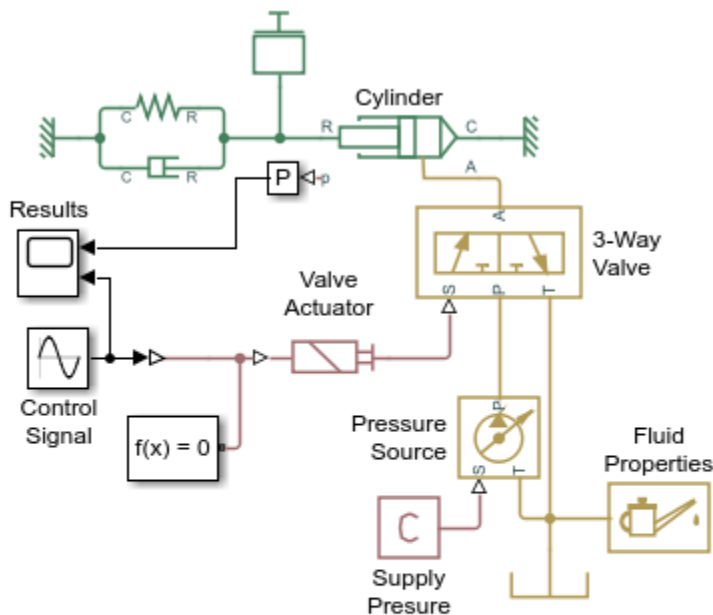 Cylinder
C
R
R
C
A
C
R
P
p
Results
A
3-Way
Valve
Valve
Actuator
S
P
T
Control
Signal
f(x) = 0
Pressure
Source
P
S
T
Fluid
Properties
C
Supply
Presure